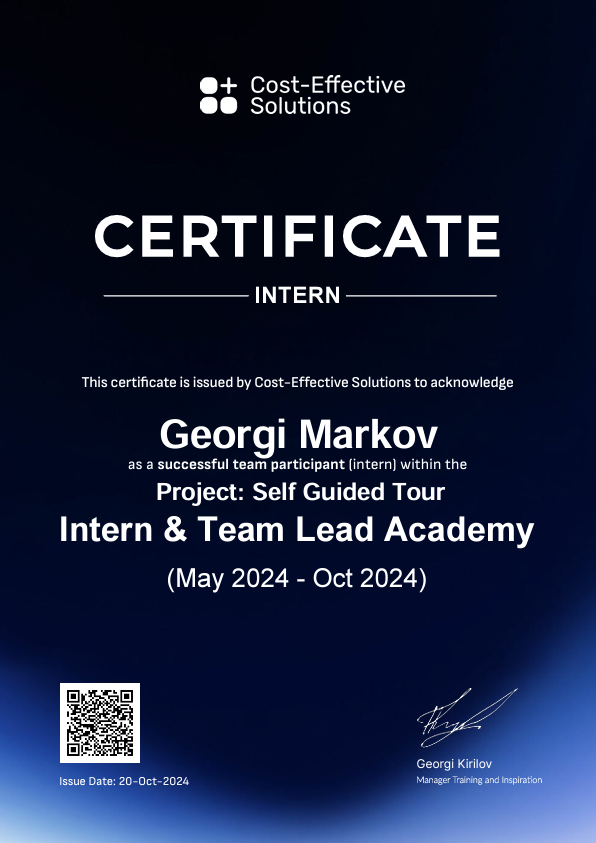 Cost-Effective
Solutions
CERTIFICATE
INTERN
This certificate is issued by Cost-Effective Solutions to acknowledge
Georgi Markov
as a successful team participant (intern) within the
Project: Self Guided Tour
Intern & Team Lead Academy
(May 2024 - Oct 2024)
Issue Date: 20-Oct-2024
Georgi Kirilov
Manager Training and Inspiration